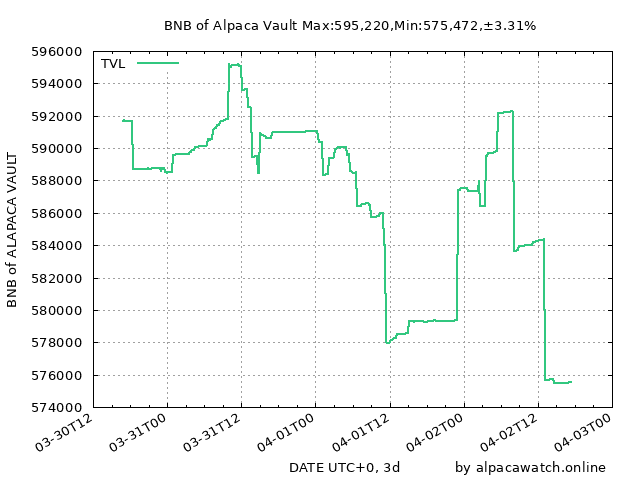 BNB of Alpaca Vault Max:595,220,Min:575,472,±3.31%
TVL
596000
594000
592000
590000
588000
586000
584000
582000
580000
578000
576000
574000
BNB of ALAPACA VAULT
03-30T12
03-31T00
03-31T12
04-01T00
04-01T12
04-02T00
04-02T12
04-03T00
DATE UTC+0, 3d
by alpacawatch.online